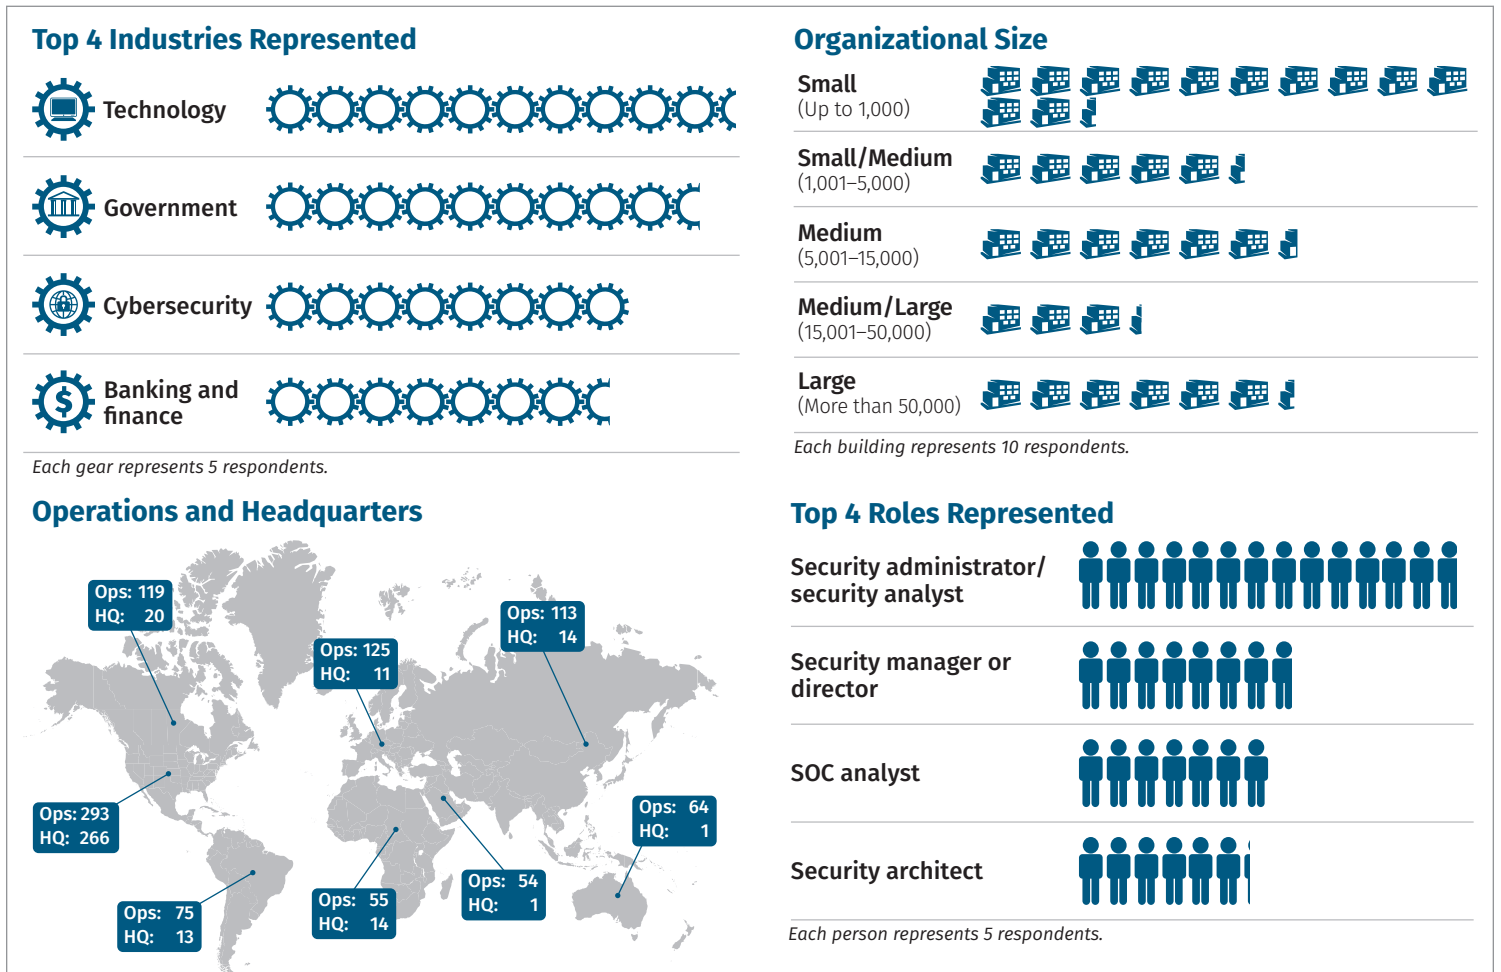 Top 4 Industries Represented
Technology
Government
Cybersecurity
$
Banking and
finance
Each gear represents 5 respondents.
Organizational Size
Small
(Up to 1,000)
Small/Medium
(1,001–5,000)
Medium
(5,001–15,000)
Medium/Large
(15,001–50,000)
Large
(More than 50,000)
Each building represents 10 respondents.
Operations and Headquarters
Ops: 119
HQ: 20
Ops: 125
HQ: 11
Ops: 113
HQ: 14
Ops: 293
HQ: 266
Ops: 64
HQ: 1
Ops: 75
HQ: 13
Ops: 55
HQ: 14
Ops: 54
HQ: 1
Top 4 Roles Represented
Security administrator/
security analyst
Security manager or
director
SOC analyst
Security architect
Each person represents 5 respondents.